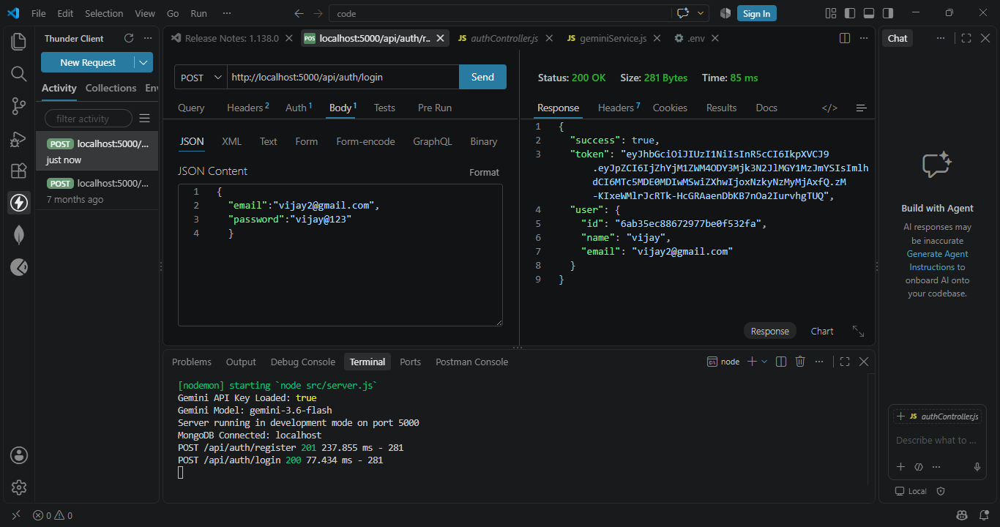 File Edit Selection View Go Run ··· code Sign In
Thunder Client ···
New Request
Activity Collections En
filter activity
POST localhost:5000/...
just now
POST localhost:5000/...
7 months ago
Release Notes: 1.138.0
POS localhost:5000/api/auth/r..
JS authController.js
JS geminiService.js
.env
POST http://localhost:5000/api/auth/login Send
Query Headers 2 Auth 1 Body 1 Tests Pre Run
JSON XML Text Form Form-encode GraphQL Binary
JSON Content Format
1 {
2 "email":"vijay2@gmail.com",
3 "password":"vijay@123"
4 }
Status: 200 OK Size: 281 Bytes Time: 85 ms
Response Headers 7 Cookies Results Docs </>
1 {
2 "success": true,
3 "token": "eyJhbGciOiJIUzI1NiIsInR5cCI6IkpXVCJ9
.eyJpZCI6IjZhYjM1ZWM4ODY3Mjk3N2JlMGY1MzJmYSIsImlh
dCI6MTc5MDE0MDIwMSwiZXhwIjoxNzkyNzMyMjAxfQ.zM
-KIxeWMlrJcRTk-HcGRAaenDbKB7nOa2IurvhgTUQ",
4 "user": {
5 "id": "6ab35ec88672977be0f532fa",
6 "name": "vijay",
7 "email": "vijay2@gmail.com"
8 }
9 }
Response Chart
Problems Output Debug Console Terminal Ports Postman Console node
[nodemon] starting `node src/server.js`
Gemini API Key Loaded: true
Gemini Model: gemini-3.6-flash
Server running in development mode on port 5000
MongoDB Connected: localhost
POST /api/auth/register 201 237.855 ms - 281
POST /api/auth/login 200 77.434 ms - 281
Chat
Build with Agent
AI responses may
be inaccurate
Generate Agent
Instructions to
onboard AI onto
your codebase.
JS authController.js
Describe what to ...
Local
0 0